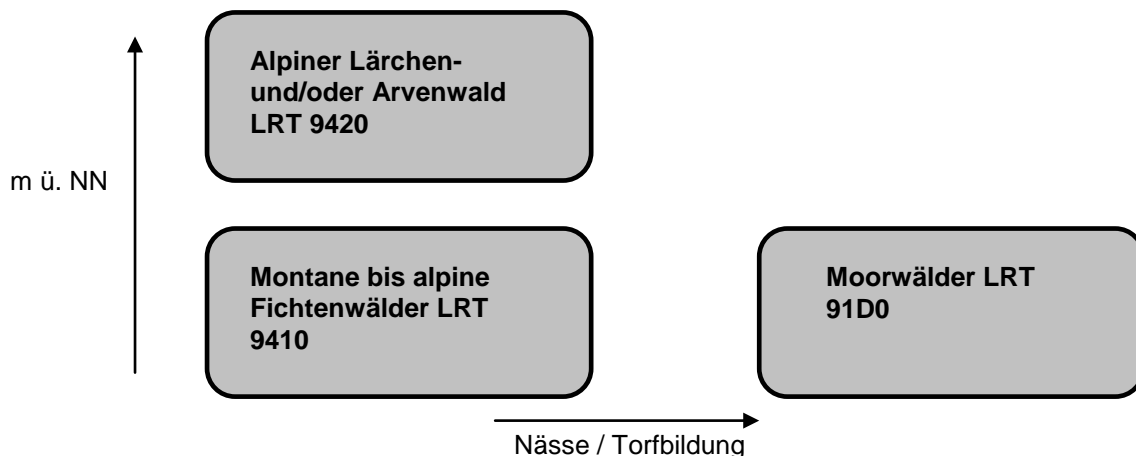 Alpiner Lärchen-
und/oder Arvenwald
LRT 9420
m ü. NN
Montane bis alpine
Fichtenwälder LRT
9410
Moorwälder LRT
91D0
Nässe / Torfbildung